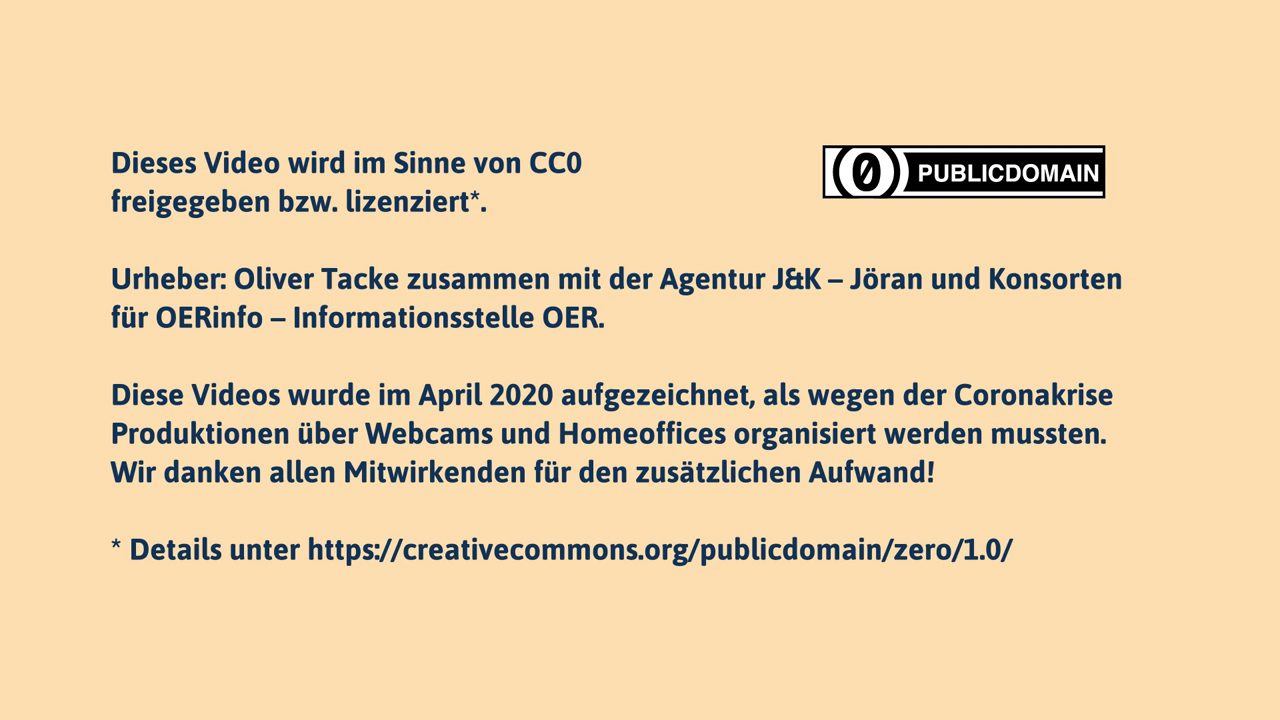 Dieses Video wird im Sinne von CC0
freigegeben bzw. lizenziert*.
0 PUBLICDOMAIN
Urheber: Oliver Tacke zusammen mit der Agentur J&K – Jöran und Konsorten
für OERinfo – Informationsstelle OER.
Diese Videos wurde im April 2020 aufgezeichnet, als wegen der Coronakrise
Produktionen über Webcams und Homeoffices organisiert werden mussten.
Wir danken allen Mitwirkenden für den zusätzlichen Aufwand!
* Details unter https://creativecommons.org/publicdomain/zero/1.0/